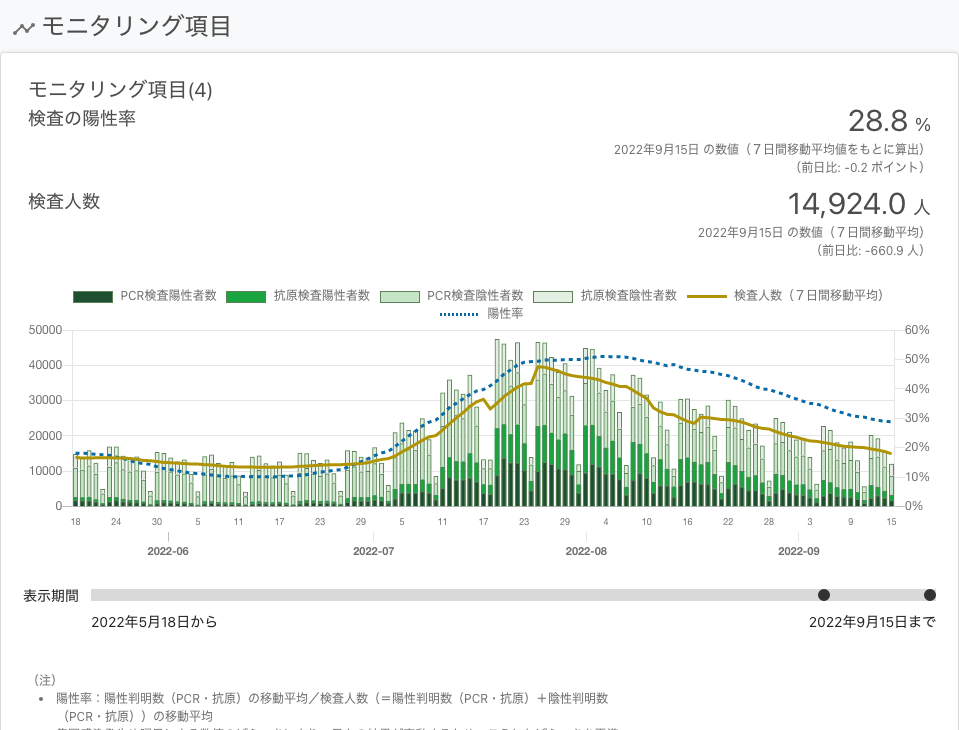 モニタリング項目
モニタリング項目(4)
検査の陽性率
28.8 %
2022年9月15日 の数値（７日間移動平均値をもとに算出）
（前日比: -0.2 ポイント）
検査人数
14,924.0 人
2022年9月15日 の数値（７日間移動平均）
（前日比: -660.9 人）
PCR検査陽性者数 抗原検査陽性者数 PCR検査陰性者数 抗原検査陰性者数 検査人数（７日間移動平均）
陽性率
50000 60%
50%
40000
40%
30000
30%
20000
20%
10000
10%
0 0%
18 24 30 5 11 17 23 29 5 11 17 23 29 4 10 16 22 28 3 9 15
2022-06 2022-07 2022-08 2022-09
表示期間
2022年5月18日から 2022年9月15日まで
（注）
• 陽性率：陽性判明数（PCR・抗原）の移動平均／検査人数（＝陽性判明数（PCR・抗原）＋陰性判明数
（PCR・抗原））の移動平均